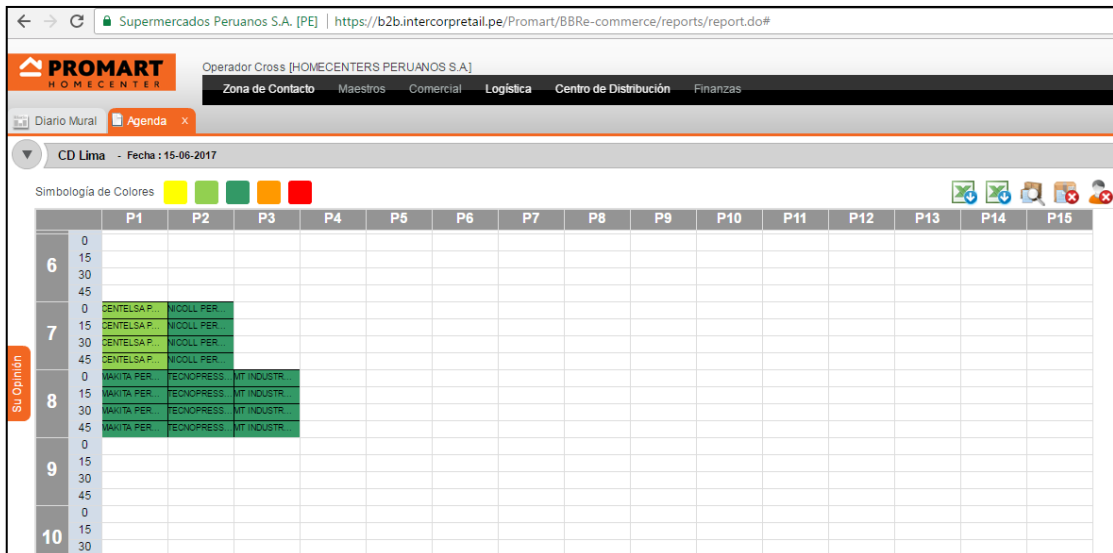 Supermercados Peruanos S.A. [PE] | https://b2b.intercorpretail.pe/Promart/BBRe-commerce/reports/report.do#
PROMART
HOMECENTER
Operador Cross [HOMECENTERS PERUANOS S.A.]
Zona de Contacto Maestros Comercial Logística Centro de Distribución Finanzas
Diario Mural Agenda x
CD Lima - Fecha : 15-06-2017
Simbología de Colores
P1 P2 P3 P4 P5 P6 P7 P8 P9 P10 P11 P12 P13 P14 P15
6
0
15
30
45
7
0 CENTELSA P... NICOLL PER...
15 CENTELSA P... NICOLL PER...
30 CENTELSA P... NICOLL PER...
45 CENTELSA P... NICOLL PER...
8
0 MAKITA PER... TECNOPRESS... MT INDUSTR...
15 MAKITA PER... TECNOPRESS... MT INDUSTR...
30 MAKITA PER... TECNOPRESS... MT INDUSTR...
45 MAKITA PER... TECNOPRESS... MT INDUSTR...
9
0
15
30
45
10
0
15
30
Su Opinión